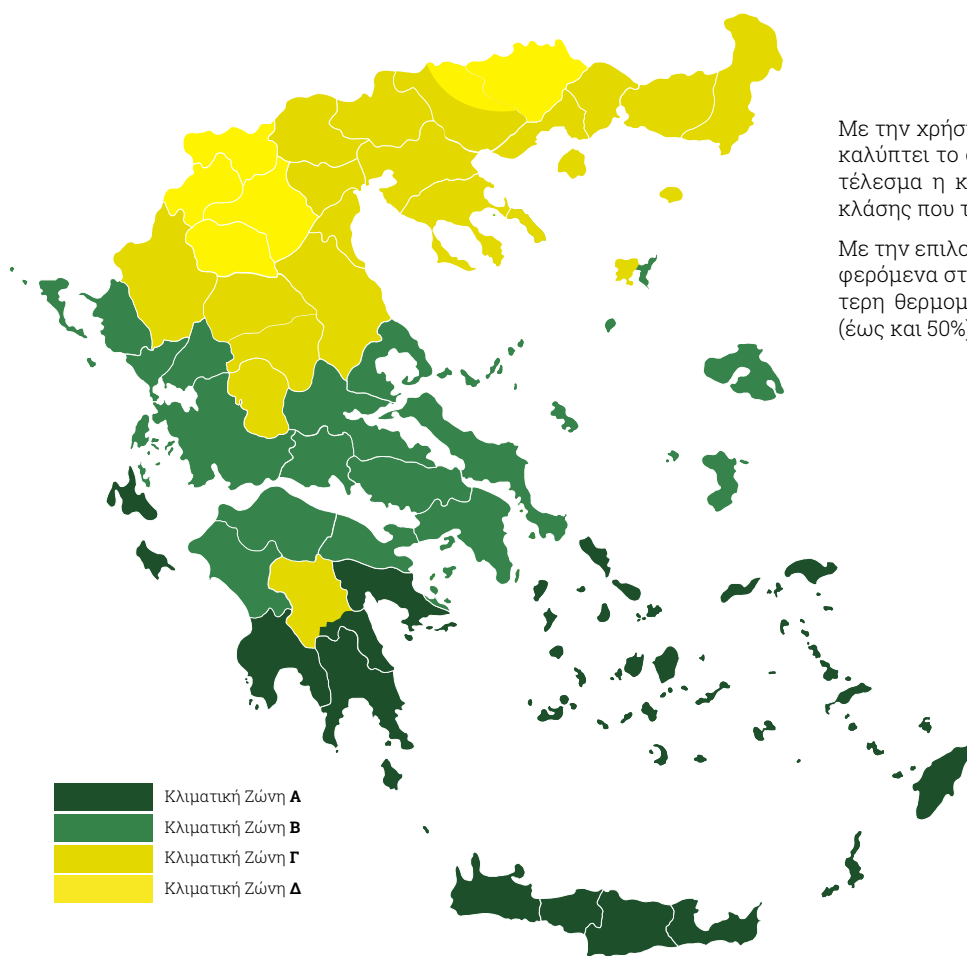 Με την χρήσ
καλύπτει το
τέλεσμα η κ
κλάσης που τ
Με την επιλο
φερόμενα στ
τερη θερμομ
(έως και 50%)
Κλιματική Ζώνη Α
Κλιματική Ζώνη Β
Κλιματική Ζώνη Γ
Κλιματική Ζώνη Δ